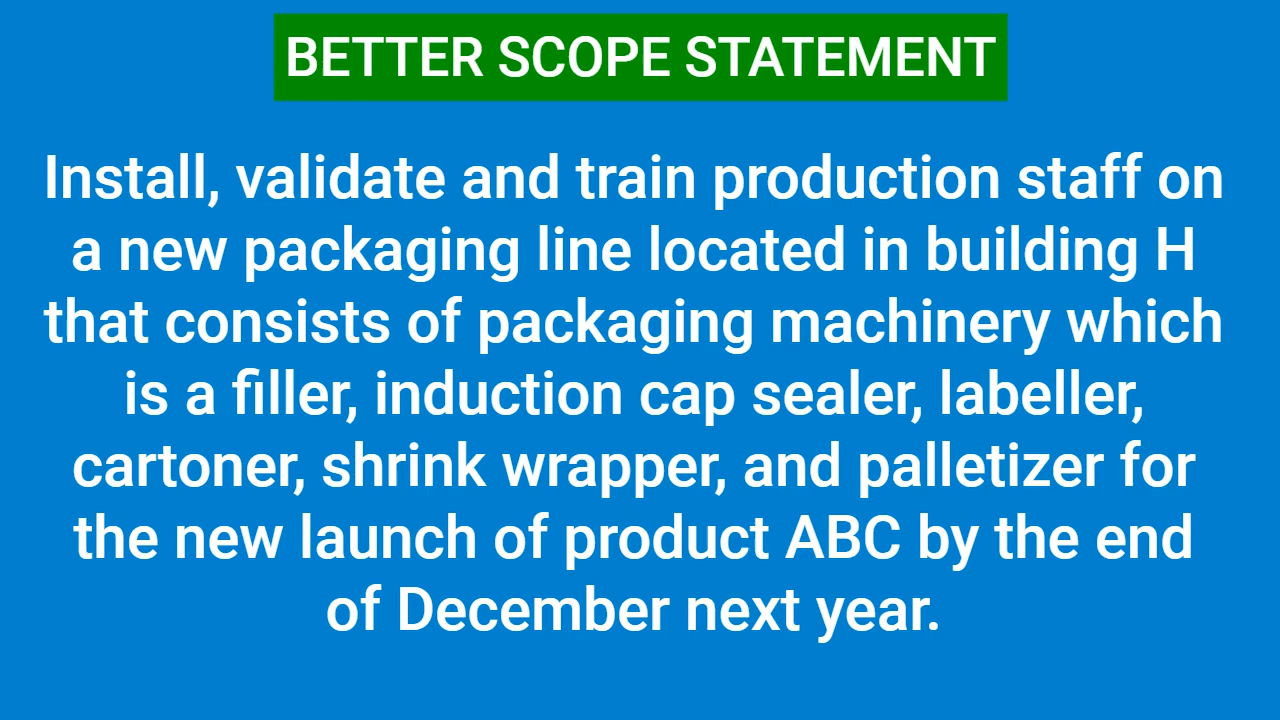 BETTER SCOPE STATEMENT
Install, validate and train production staff on
a new packaging line located in building H
that consists of packaging machinery which
is a filler, induction cap sealer, labeller,
cartoner, shrink wrapper, and palletizer for
the new launch of product ABC by the end
of December next year.